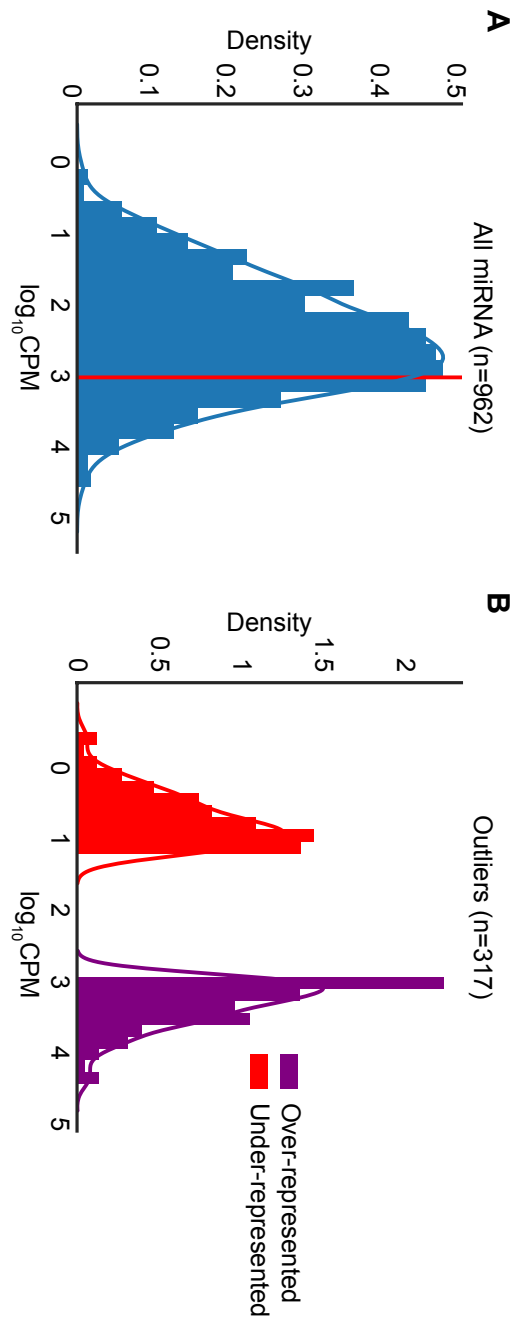 A
All miRNA (n=962)
Density
0.5
0.4
0.3
0.2
0.1
0
0 1 2 3 4 5
log10CPM
B
Outliers (n=317)
Density
2
1.5
1
0.5
0
0 1 2 3 4 5
log10CPM
Over-represented
Under-represented